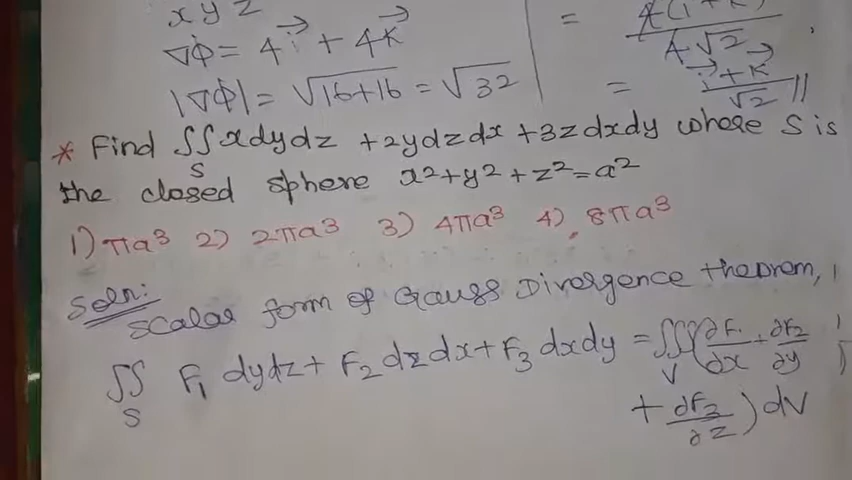 x y z
∇Φ = 4i⃗ + 4k⃗
|∇Φ| = √16+16 = √32
=
4√2
= i⃗+k⃗ / √2 //
* Find ∬S xdydz + 2ydzdx + 3zdxdy where S is
the closed sphere x²+y²+z²=a²
1) πa³ 2) 2πa³ 3) 4πa³ 4) 8πa³
Soln:
Scalar form of Gauss Divergence theorem,
∬S F₁ dydz + F₂ dzdx + F₃ dxdy = ∭V (∂F₁/∂x + ∂F₂/∂y
+ ∂F₃/∂z) dV